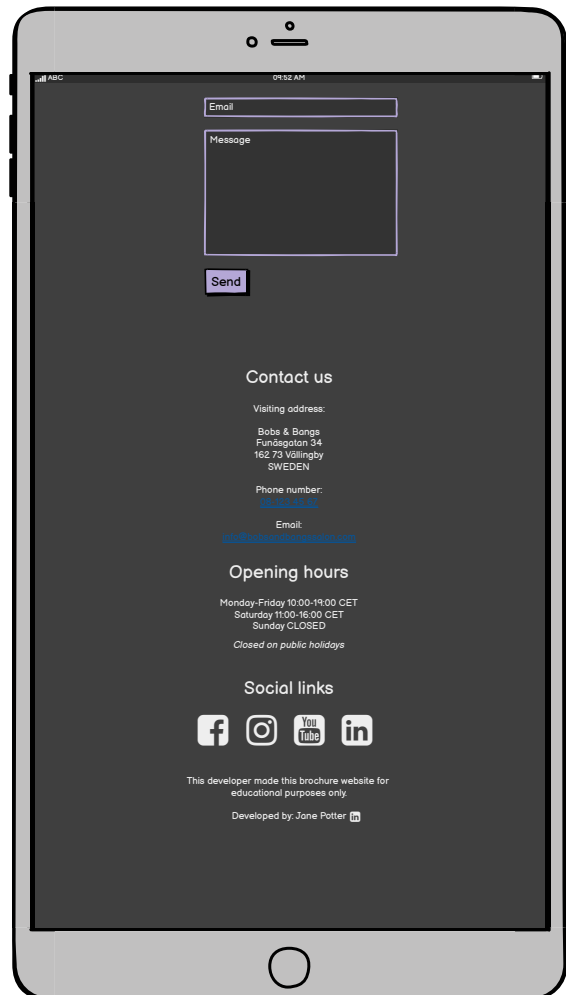 ABC 09:52 AM
Email
Message
Send
Contact us
Visiting address:
Bobs & Bangs
Funäsgatan 34
162 73 Vällingby
SWEDEN
Phone number:
Email:
Opening hours
Monday-Friday 10:00-19:00 CET
Saturday 11:00-16:00 CET
Sunday CLOSED
Closed on public holidays
Social links
f You Tube in
This developer made this brochure website for
educational purposes only.
Developed by: Jane Potter in